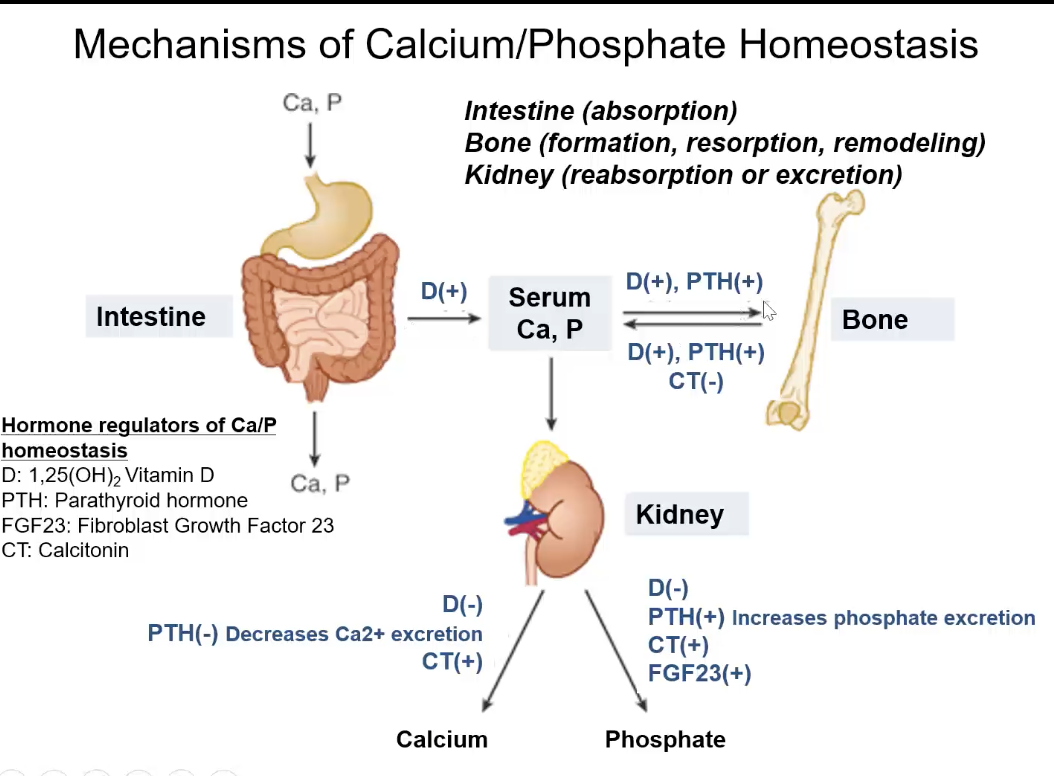 Mechanisms of Calcium/Phosphate Homeostasis
Ca, P
Intestine (absorption)
Bone (formation, resorption, remodeling)
Kidney (reabsorption or excretion)
Intestine
D(+)
Serum
Ca, P
D(+), PTH(+)
D(+), PTH(+)
CT(-)
Bone
Hormone regulators of Ca/P
homeostasis
D: 1,25(OH)₂ Vitamin D
PTH: Parathyroid hormone
FGF23: Fibroblast Growth Factor 23
CT: Calcitonin
Ca, P
Kidney
D(-)
PTH(-) Decreases Ca2+ excretion
CT(+)
D(-)
PTH(+) Increases phosphate excretion
CT(+)
FGF23(+)
Calcium
Phosphate